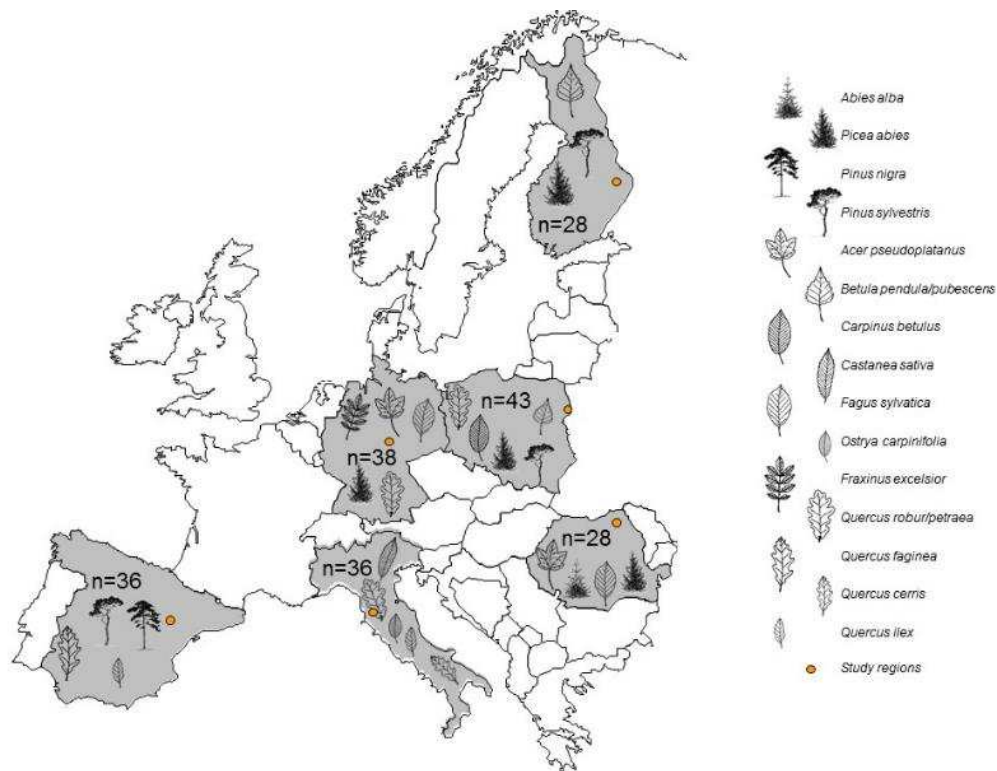 Abies alba
Picea abies
Pinus nigra
Pinus sylvestris
Acer pseudoplatanus
Betula pendula/pubescens
Carpinus betulus
Castanea sativa
Fagus sylvatica
Ostrya carpinifolia
Fraxinus excelsior
Quercus robur/petraea
Quercus faginea
Quercus cerris
Quercus ilex
Study regions
n=28
n=43
n=38
n=28
n=36
n=36